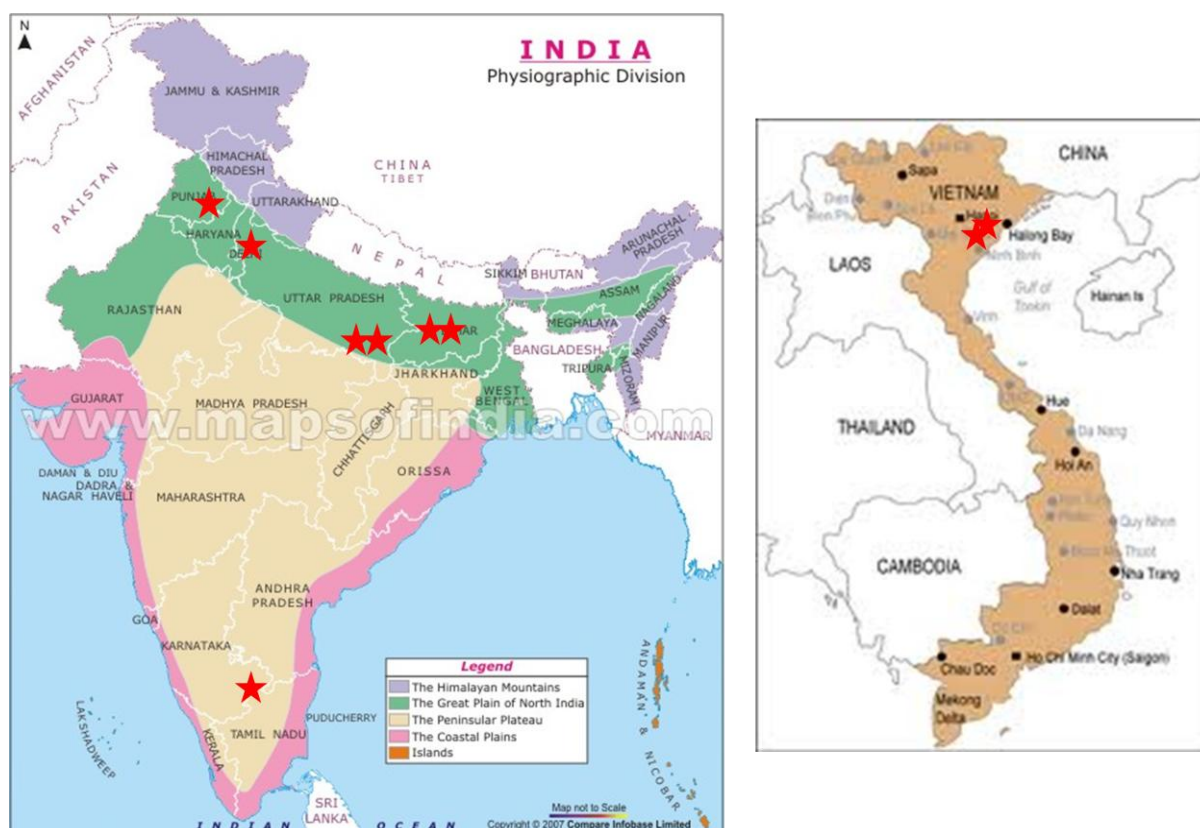 N
INDIA
Physiographic Division
AFGHANISTAN
PAKISTAN
JAMMU & KASHMIR
HIMACHAL
PRADESH
CHINA
TIBET
UTTARAKHAND
HARYANA
NEPAL
SIKKIM
BHUTAN
ARUNACHAL
PRADESH
ASSAM
NAGALAND
MEGHALAYA
MANIPUR
RAJASTHAN
UTTAR PRADESH
BANGLADESH
TRIPURA
MIZORAM
JHARKHAND
WEST
BENGAL
GUJARAT
MADHYA PRADESH
CHHATTISGARH
www.mapsofindia.com
MYANMAR
DAMAN & DIU
DADRA &
NAGAR HAVELI
MAHARASHTRA
ORISSA
ANDHRA
PRADESH
GOA
KARNATAKA
LAKSHADWEEP
KERALA
TAMIL NADU
PUDUCHERRY
ANDAMAN & NICOBAR
SRI
LANKA
INDIAN OCEAN
Legend
The Himalayan Mountains
The Great Plain of North India
The Peninsular Plateau
The Coastal Plains
Islands
Map not to Scale
Copyright © 2007 Compare Infobase Limited
CHINA
Sapa
VIETNAM
Halong Bay
LAOS
Gulf of
Tonkin
Hainan Is
Vinh
THAILAND
Hue
Da Nang
Hoi An
Quy Nhon
CAMBODIA
Nha Trang
Dalat
Chau Doc
Ho Chi Minh City (Saigon)
Mekong
Delta